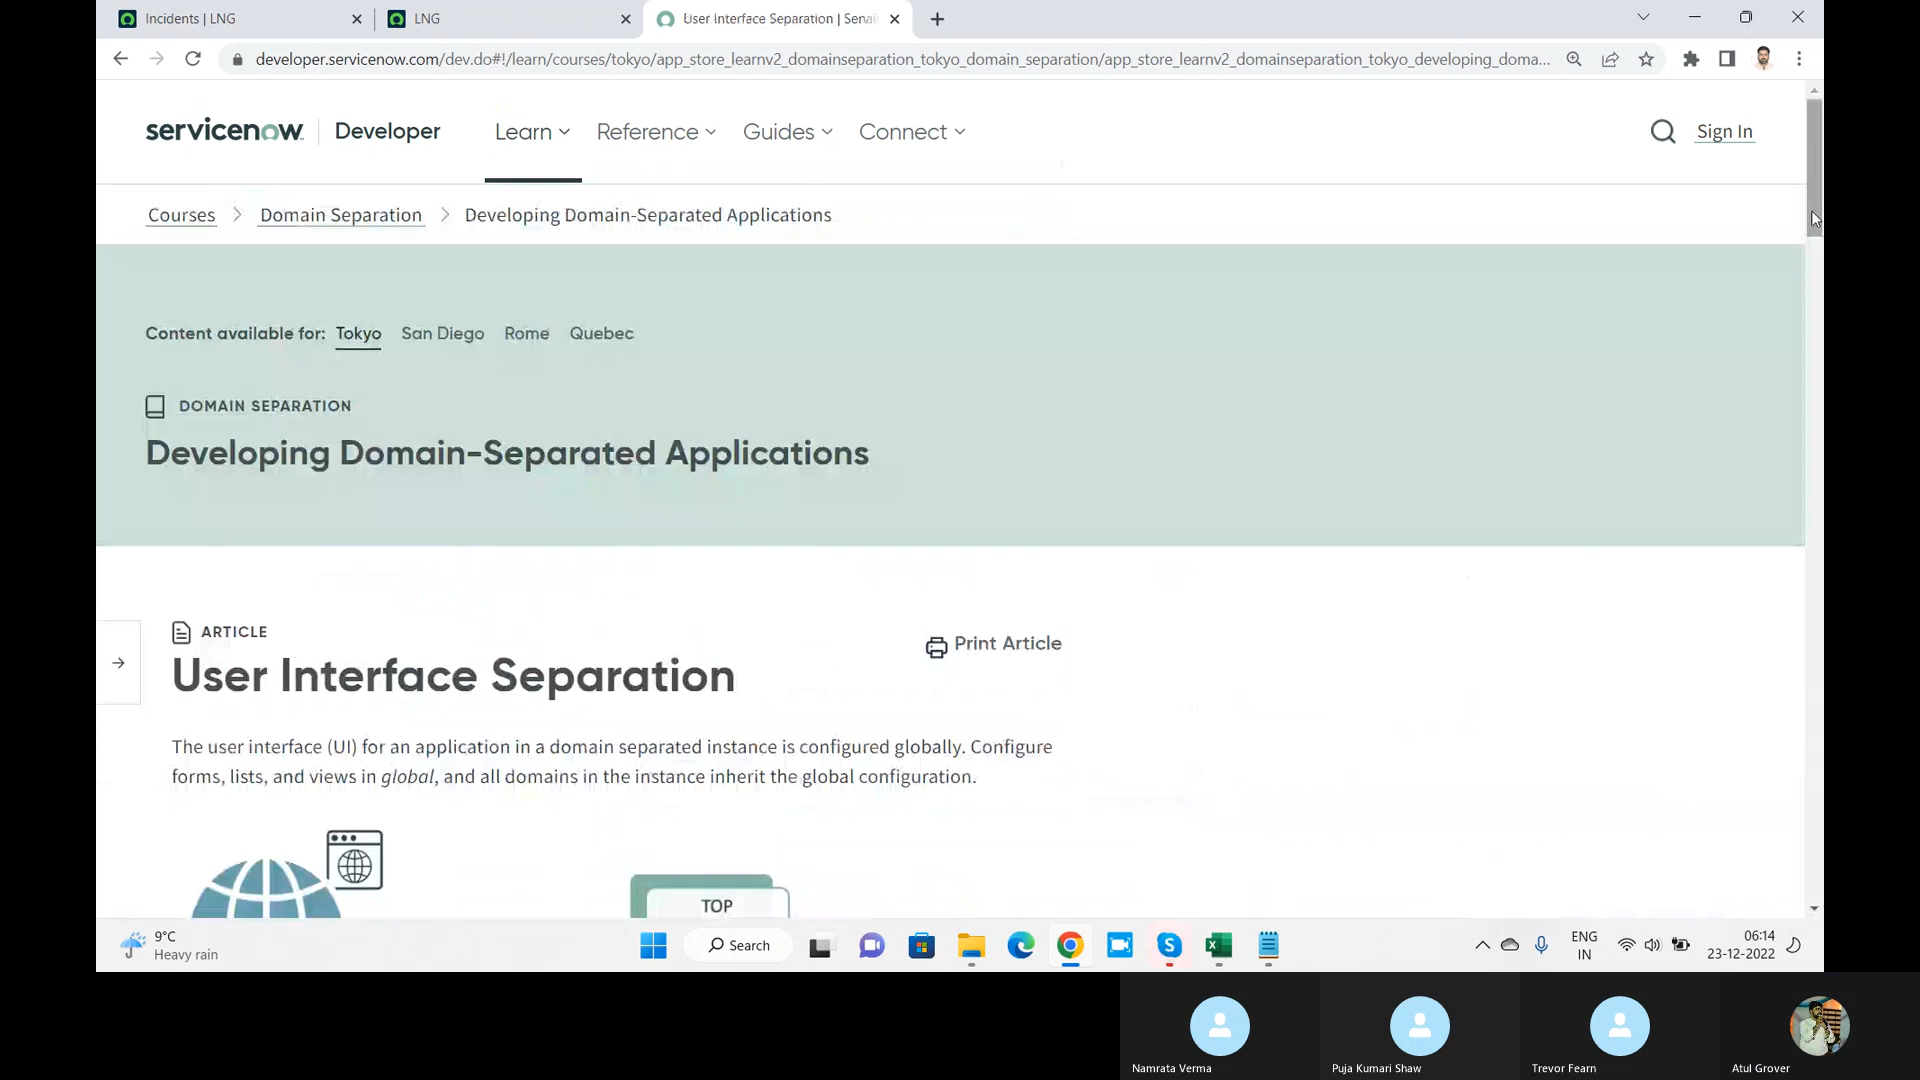 Incidents | LNG
LNG
User Interface Separation | Serv
developer.servicenow.com/dev.do#!/learn/courses/tokyo/app_store_learnv2_domainseparation_tokyo_domain_separation/app_store_learnv2_domainseparation_tokyo_developing_doma...
servicenow Developer Learn Reference Guides Connect Sign In
Courses > Domain Separation > Developing Domain-Separated Applications
Content available for: Tokyo San Diego Rome Quebec
DOMAIN SEPARATION
Developing Domain-Separated Applications
ARTICLE
Print Article
User Interface Separation
The user interface (UI) for an application in a domain separated instance is configured globally. Configure
forms, lists, and views in global, and all domains in the instance inherit the global configuration.
TOP
9°C
Heavy rain
Search
ENG
IN
06:14
23-12-2022
Namrata Verma
Puja Kumari Shaw
Trevor Fearn
Atul Grover